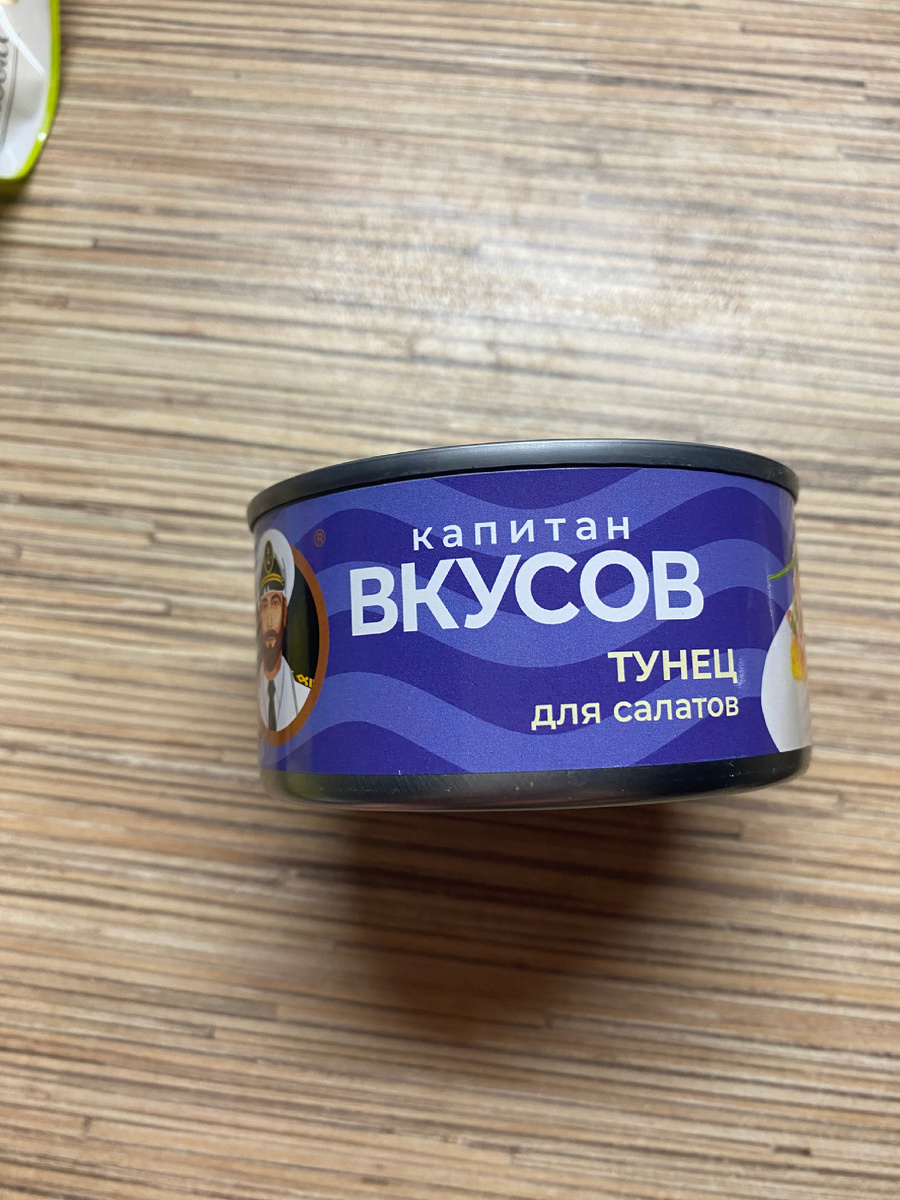 ®
капитан
ВКУСОВ
ТУНЕЦ
для салатов